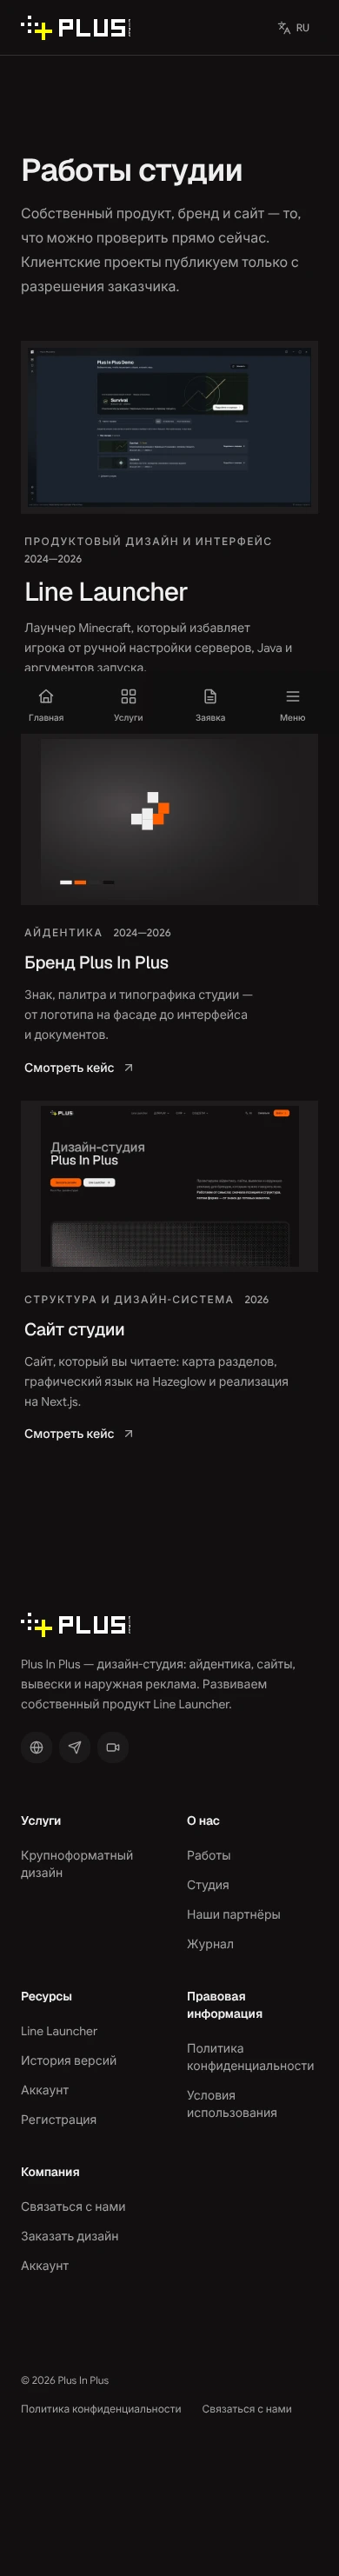 PLUS
RU
Работы студии
Собственный продукт, бренд и сайт — то,
что можно проверить прямо сейчас.
Клиентские проекты публикуем только с
разрешения заказчика.
Plus In Plus Demo
Survival
ПРОДУКТОВЫЙ ДИЗАЙН И ИНТЕРФЕЙС
2024—2026
Line Launcher
Лаунчер Minecraft, который избавляет
игрока от ручной настройки серверов, Java и
аргументов запуска.
Главная
Услуги
Заявка
Меню
АЙДЕНТИКА 2024—2026
Бренд Plus In Plus
Знак, палитра и типографика студии —
от логотипа на фасаде до интерфейса
и документов.
Смотреть кейс
PLUS
Дизайн-студия
Plus In Plus
СТРУКТУРА И ДИЗАЙН-СИСТЕМА 2026
Сайт студии
Сайт, который вы читаете: карта разделов,
графический язык на Hazeglow и реализация
на Next.js.
Смотреть кейс
PLUS
Plus In Plus — дизайн-студия: айдентика, сайты,
вывески и наружная реклама. Развиваем
собственный продукт Line Launcher.
Услуги
Крупноформатный
дизайн
О нас
Работы
Студия
Наши партнёры
Журнал
Ресурсы
Line Launcher
История версий
Аккаунт
Регистрация
Правовая
информация
Политика
конфиденциальности
Условия
использования
Компания
Связаться с нами
Заказать дизайн
Аккаунт
© 2026 Plus In Plus
Политика конфиденциальности Связаться с нами